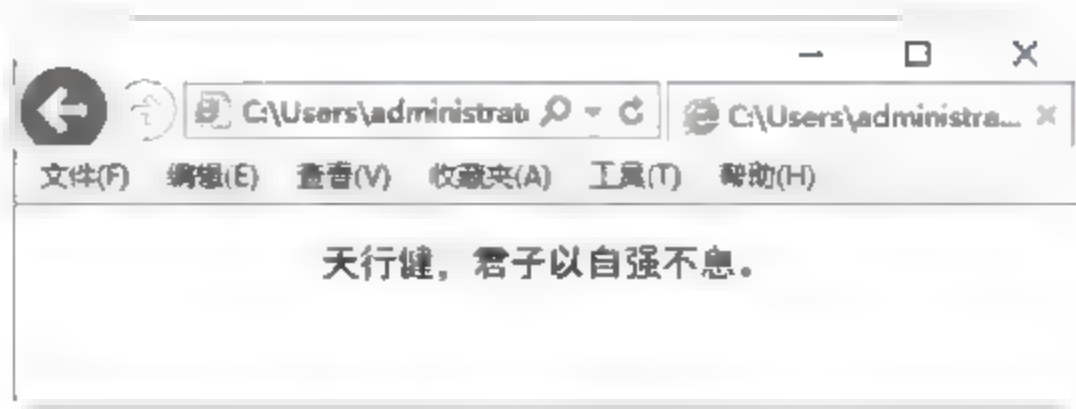 C:\Users\administrat C:\Users\administra...
文件(F) 编辑(E) 查看(V) 收藏夹(A) 工具(T) 帮助(H)
天行健，君子以自强不息。